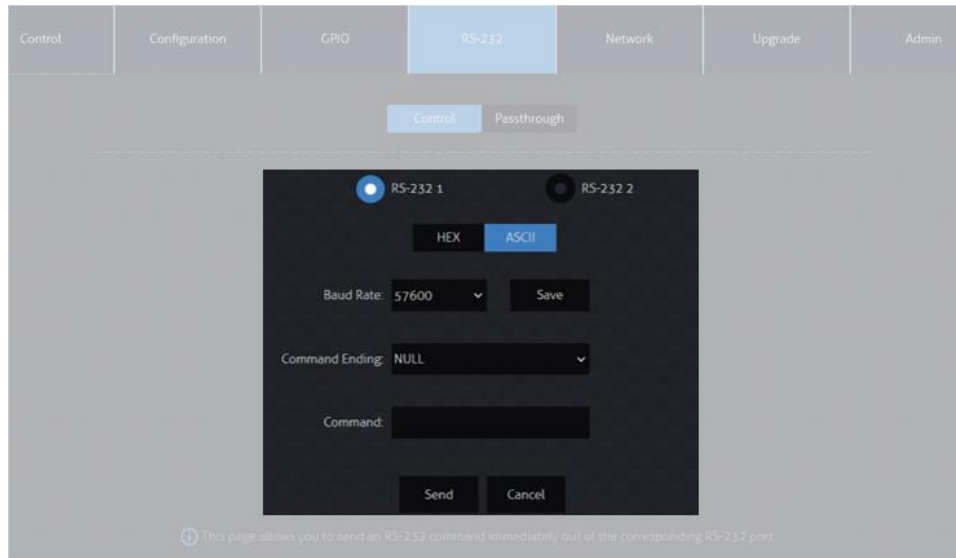 Control Configuration GPIO RS-232 Network Upgrade Admin
Control Passthrough
RS-232 1 RS-232 2
HEX ASCII
Baud Rate: 57600 Save
Command Ending: NULL
Command:
Send Cancel
This page allows you to send an RS-232 command immediately out of the corresponding RS-232 port